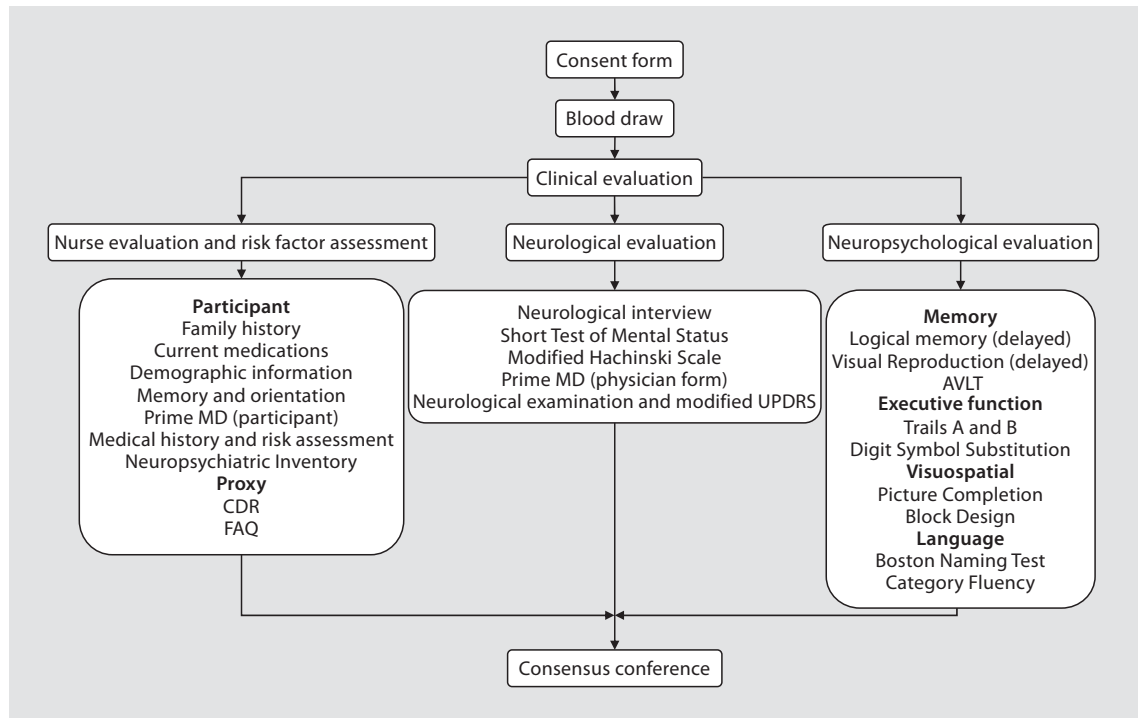 Consent form
Blood draw
Clinical evaluation
Nurse evaluation and risk factor assessment
Participant
Family history
Current medications
Demographic information
Memory and orientation
Prime MD (participant)
Medical history and risk assessment
Neuropsychiatric Inventory
Proxy
CDR
FAQ
Neurological evaluation
Neurological interview
Short Test of Mental Status
Modified Hachinski Scale
Prime MD (physician form)
Neurological examination and modified UPDRS
Neuropsychological evaluation
Memory
Logical memory (delayed)
Visual Reproduction (delayed)
AVLT
Executive function
Trails A and B
Digit Symbol Substitution
Visuospatial
Picture Completion
Block Design
Language
Boston Naming Test
Category Fluency
Consensus conference